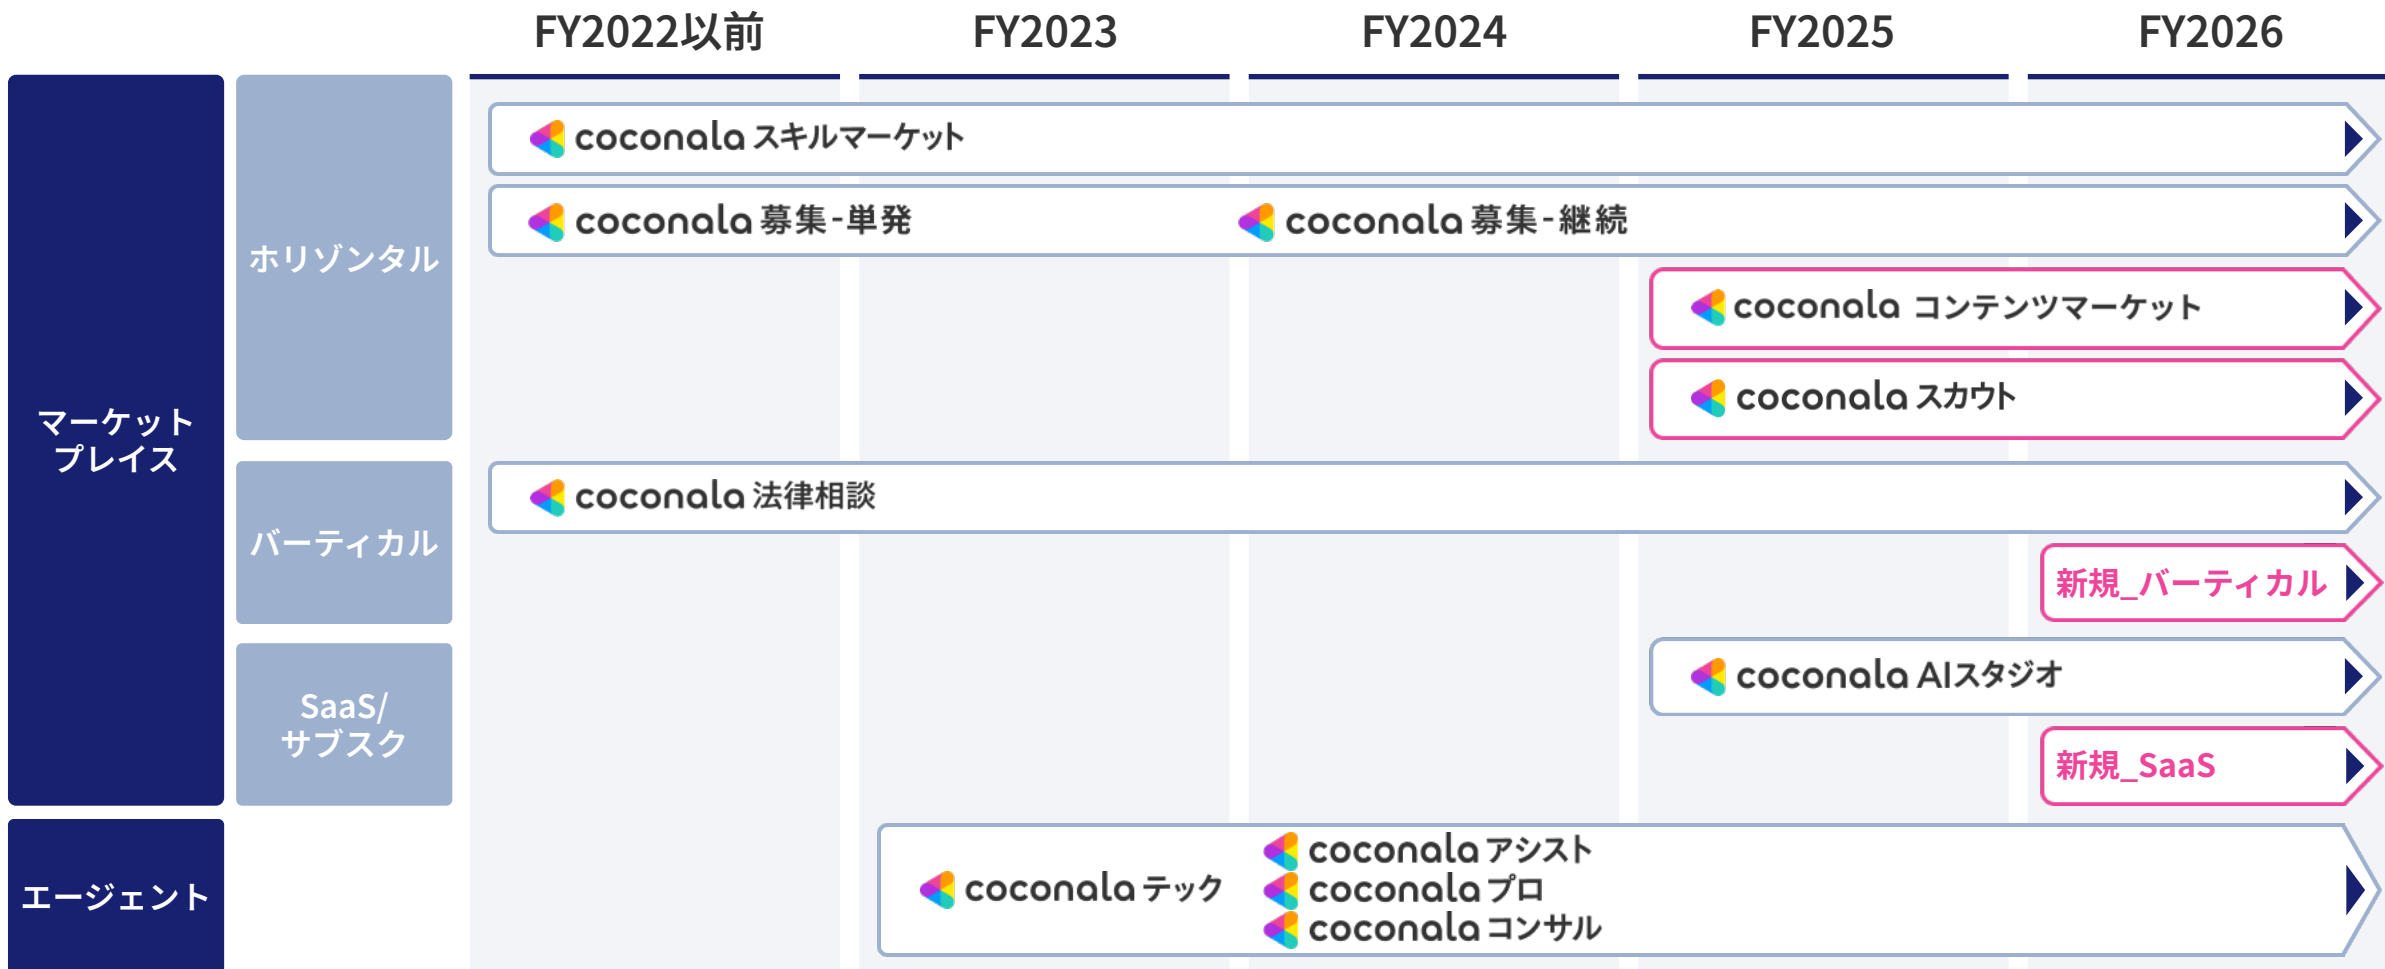 FY2022以前
FY2023
FY2024
FY2025
FY2026
マーケット
プレイス
ホリゾンタル
coconala スキルマーケット
coconala 募集-単発
coconala 募集-継続
coconala コンテンツマーケット
coconala スカウト
バーティカル
coconala 法律相談
新規_バーティカル
SaaS/
サブスク
coconala AIスタジオ
新規_SaaS
エージェント
coconala テック
coconala アシスト
coconala プロ
coconala コンサル